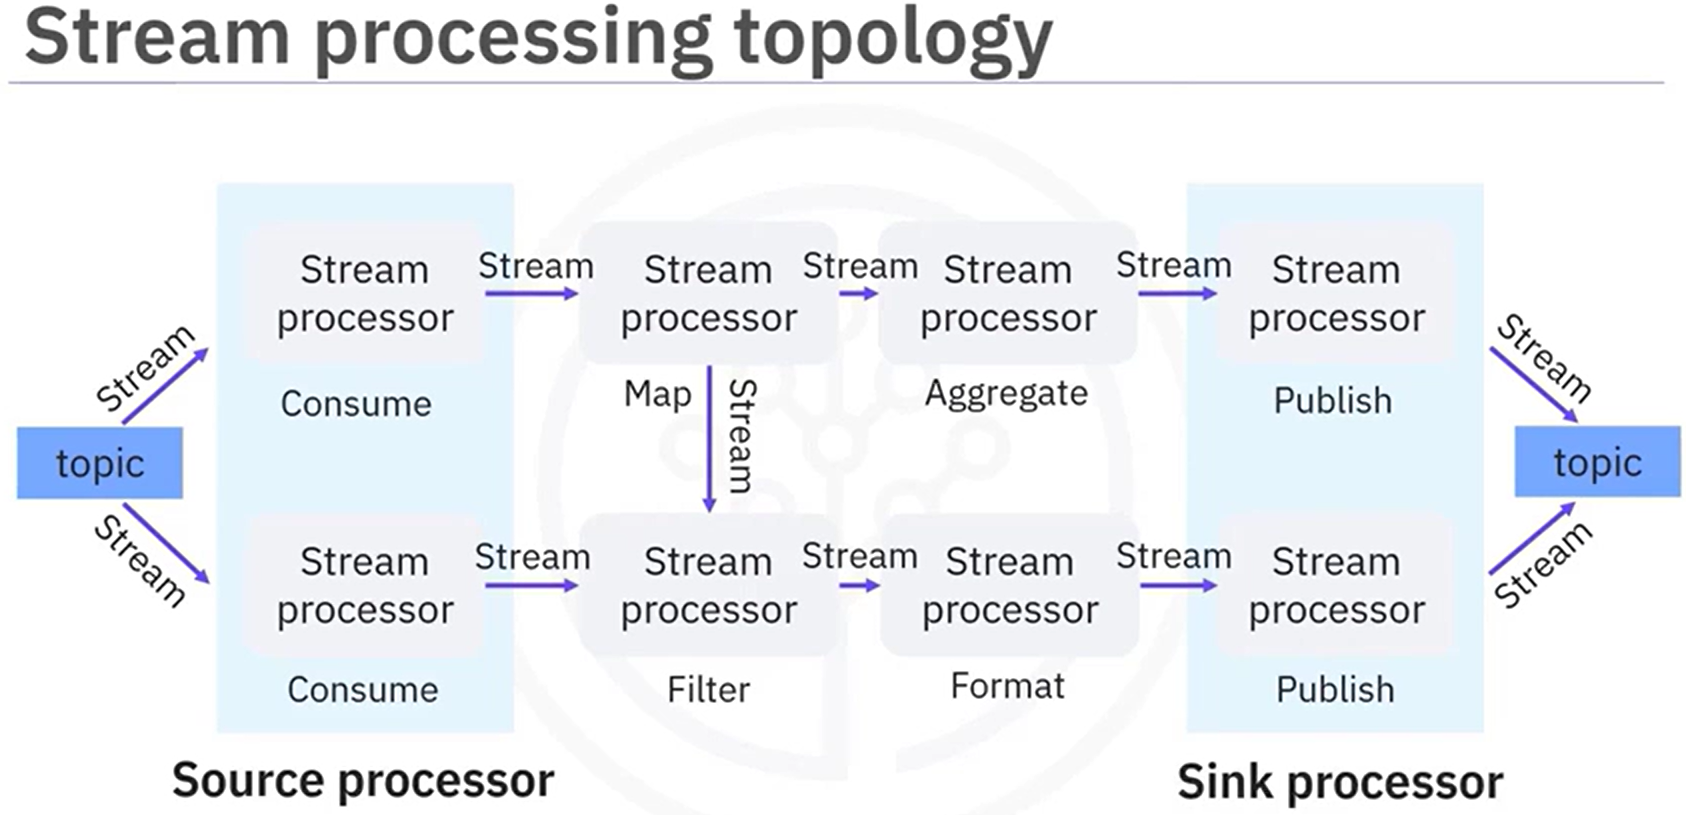 Stream processing topology
Stream
processor
Stream
Stream
processor
Stream
Stream
processor
Stream
Stream
processor
Stream
Stream
Consume
Map
Stream
Aggregate
Publish
topic
topic
Stream
Stream
processor
Stream
Stream
processor
Stream
Stream
processor
Stream
Stream
processor
Stream
Consume
Filter
Format
Publish
Source processor
Sink processor